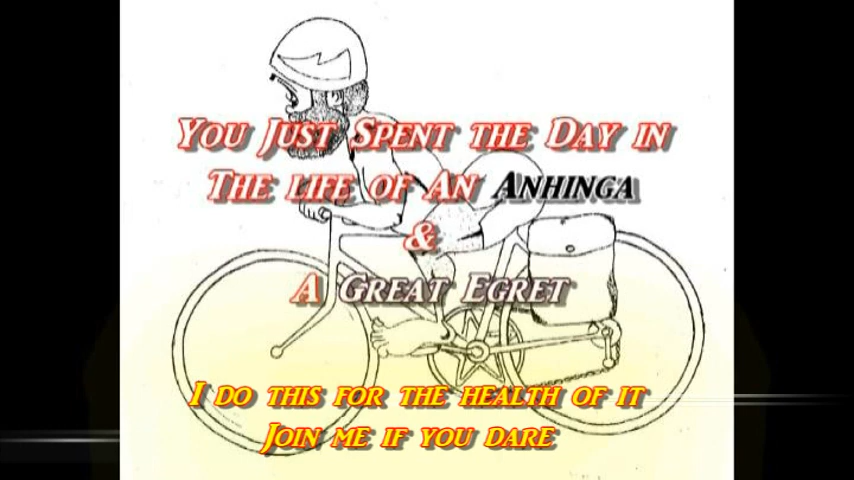 You Just Spent the Day in
The life of An Anhinga
&
A Great Egret
I do this for the health of it
Join me if you dare